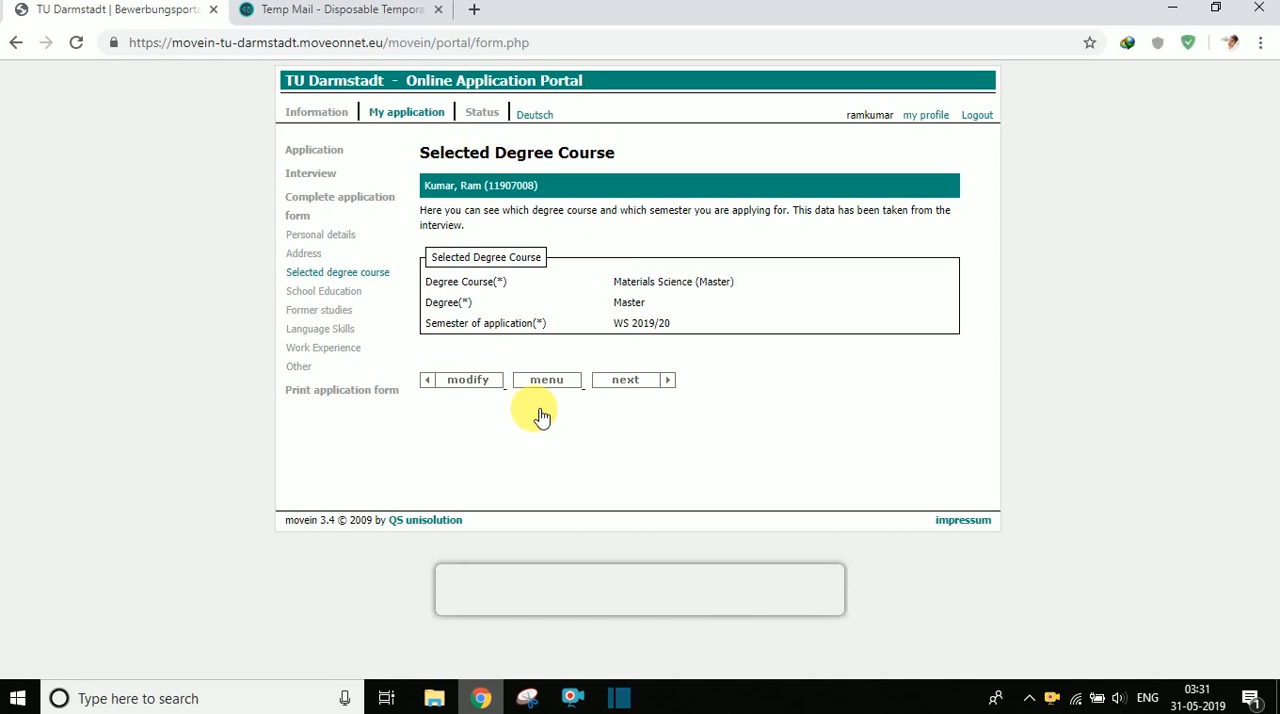 TU Darmstadt | Bewerbungsporta
Temp Mail - Disposable Tempora
https://movein-tu-darmstadt.moveonnet.eu/movein/portal/form.php
TU Darmstadt - Online Application Portal
Information My application Status Deutsch ramkumar my profile Logout
Application
Interview
Complete application
form
Personal details
Address
Selected degree course
School Education
Former studies
Language Skills
Work Experience
Other
Print application form
Selected Degree Course
Kumar, Ram (11907008)
Here you can see which degree course and which semester you are applying for. This data has been taken from the
interview.
Selected Degree Course
Degree Course(*) Materials Science (Master)
Degree(*) Master
Semester of application(*) WS 2019/20
modify menu next
movein 3.4 © 2009 by QS unisolution impressum
Type here to search
ENG
03:31
31-05-2019
1